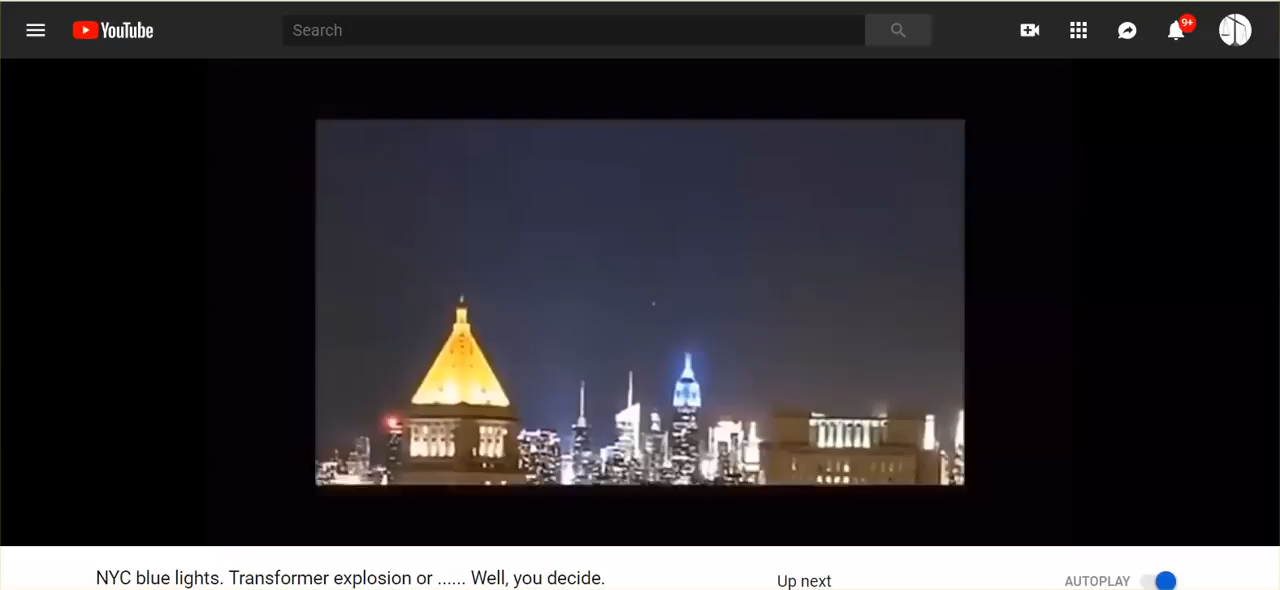 YouTube
Search
9+
NYC blue lights. Transformer explosion or ...... Well, you decide.
Up next
AUTOPLAY